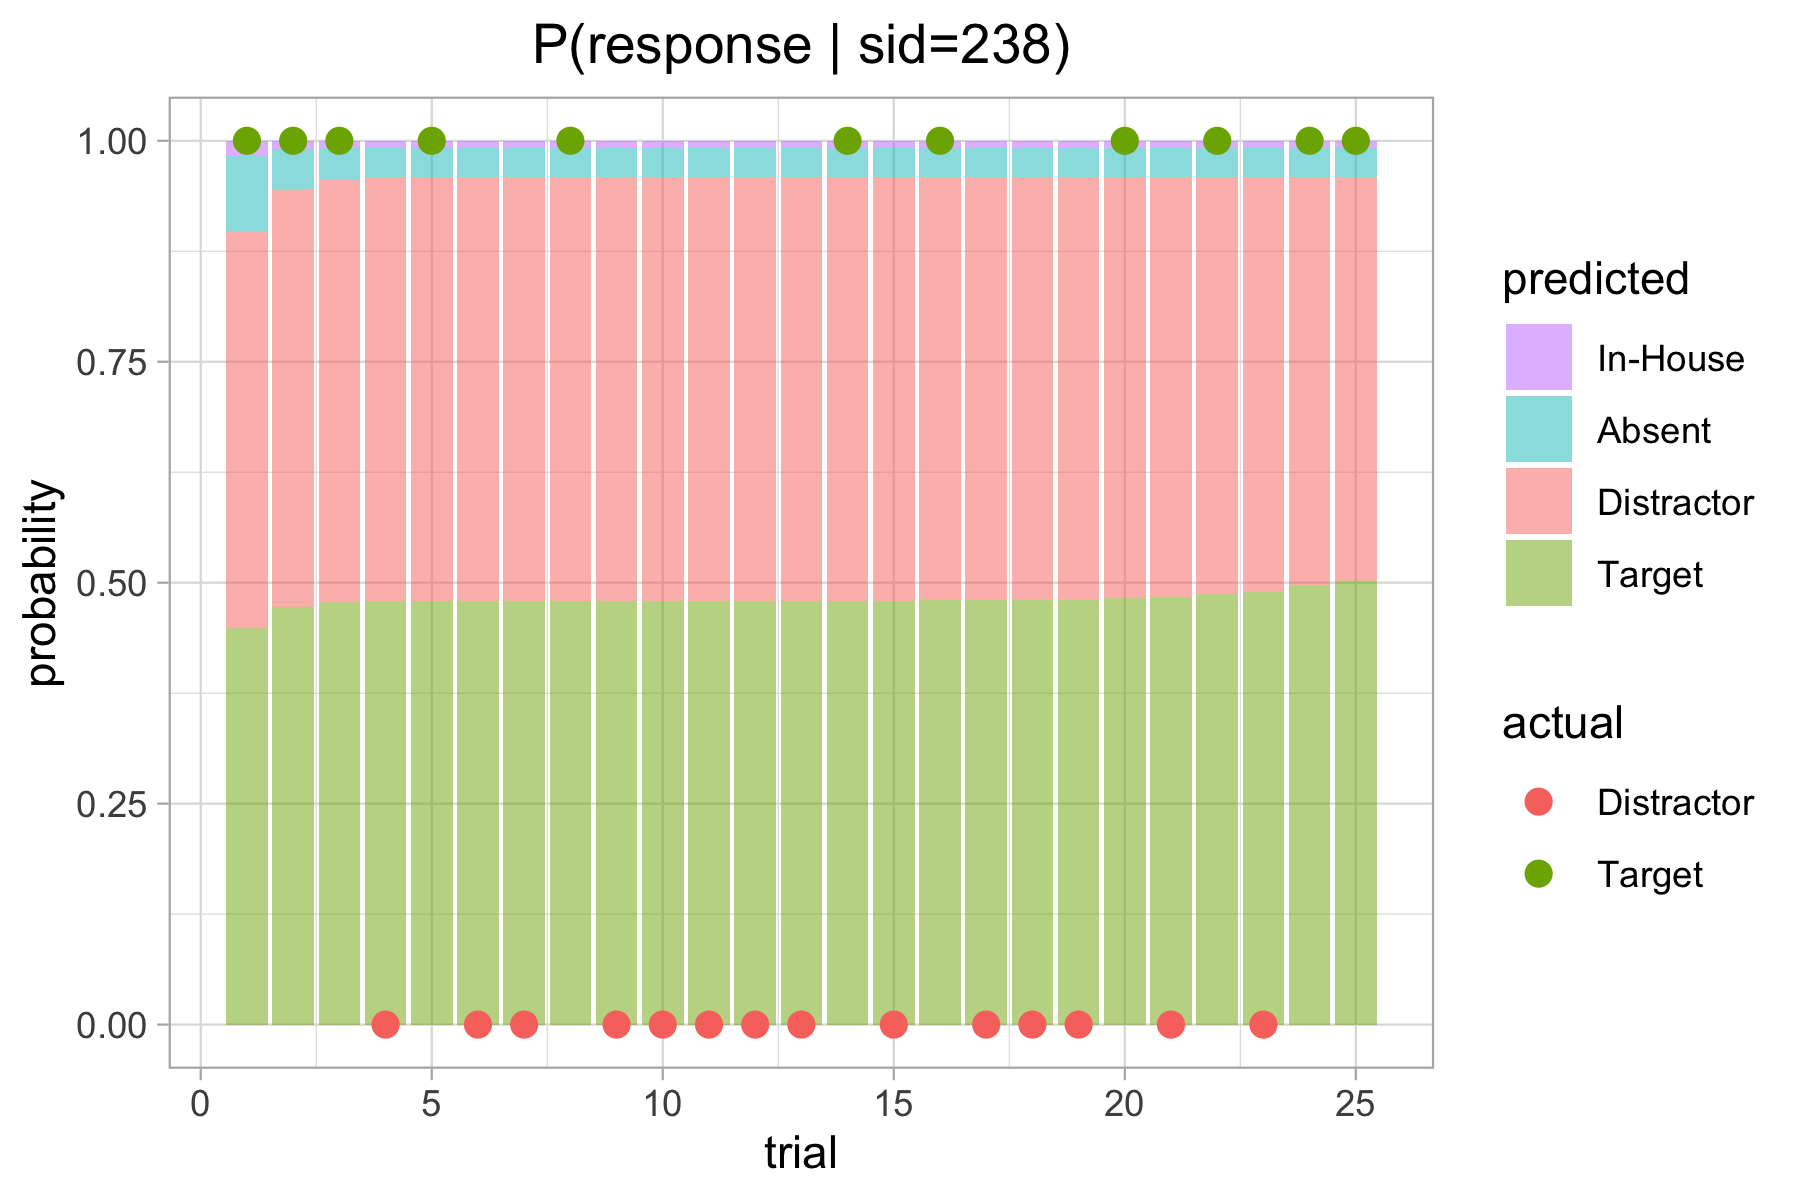 P(response | sid=238)
1.00
0.75
0.50
0.25
0.00
probability
0 5 10 15 20 25
trial
predicted
In-House
Absent
Distractor
Target
actual
Distractor
Target